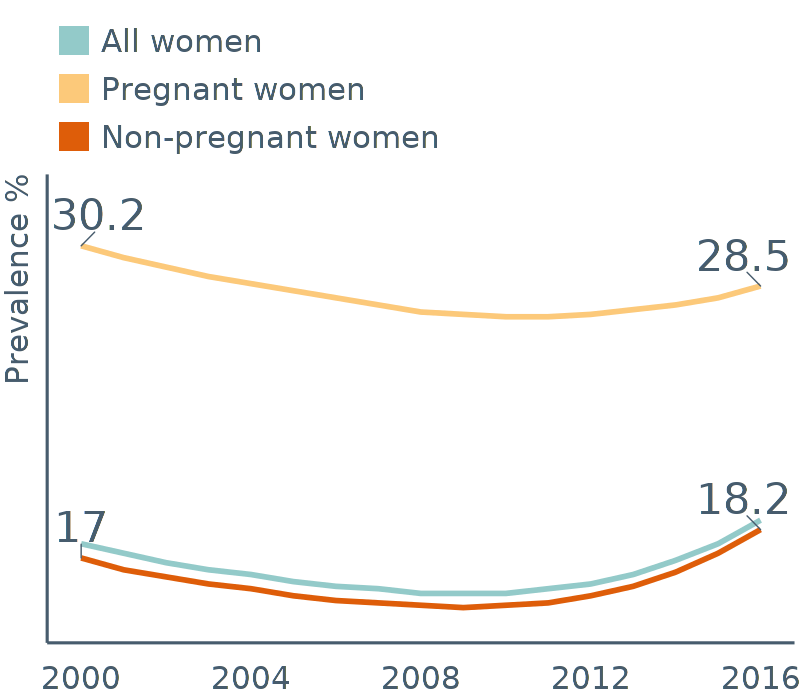 All women
Pregnant women
Non-pregnant women
Prevalence %
30.2
28.5
17
18.2
2000 2004 2008 2012 2016